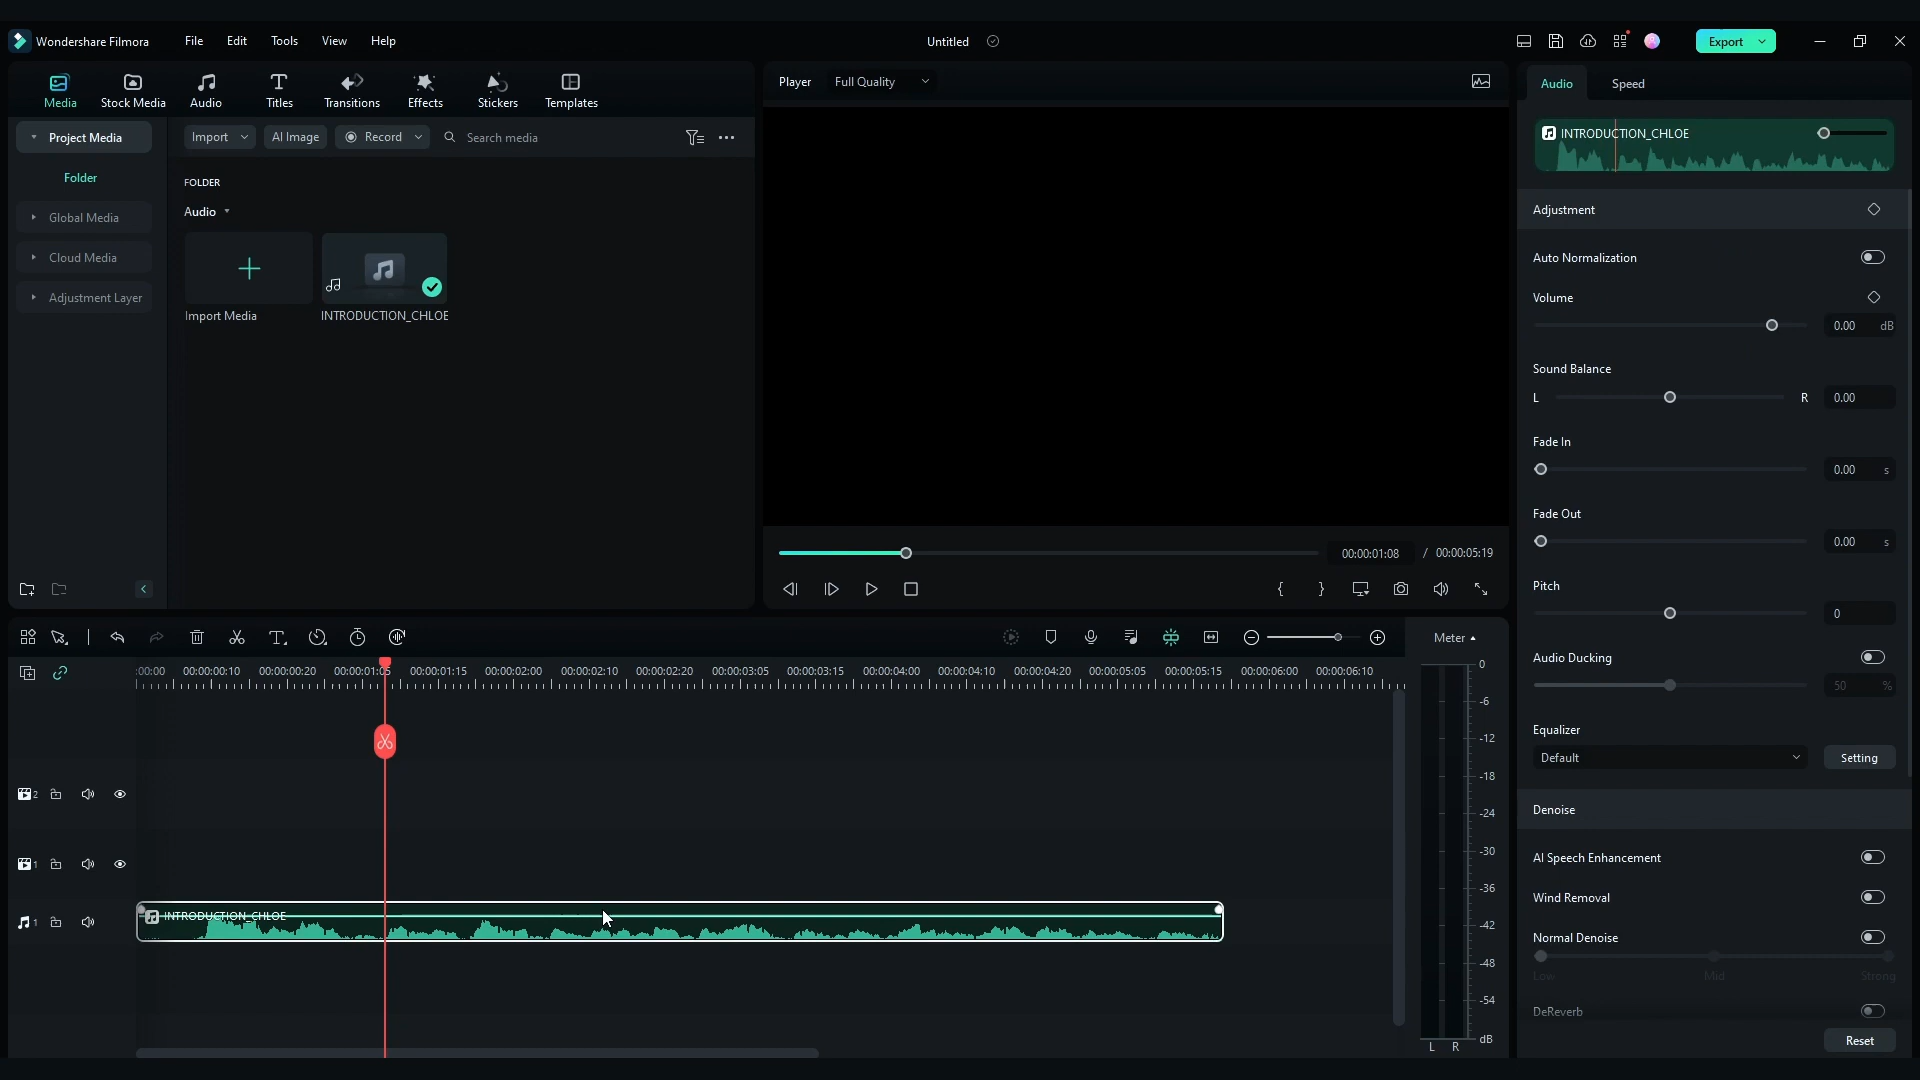 Wondershare Filmora File Edit Tools View Help Untitled Export
Media Stock Media Audio Titles Transitions Effects Stickers Templates
Project Media
Folder
Global Media
Cloud Media
Adjustment Layer
Import AI Image Record Search media
FOLDER
Audio
Import Media INTRODUCTION_CHLOE
Player Full Quality
00:00:01:08 / 00:00:05:19
Audio Speed
INTRODUCTION_CHLOE
Adjustment
Auto Normalization
Volume
0.00 dB
Sound Balance
L R 0.00
Fade In
0.00 s
Fade Out
0.00 s
Pitch
0
Audio Ducking
50 %
Equalizer
Default Setting
Denoise
AI Speech Enhancement
Wind Removal
Normal Denoise
Low Mid Strong
DeReverb
Reset
Meter
:00:00 00:00:00:10 00:00:00:20 00:00:01:05 00:00:01:15 00:00:02:00 00:00:02:10 00:00:02:20 00:00:03:05 00:00:03:15 00:00:04:00 00:00:04:10 00:00:04:20 00:00:05:05 00:00:05:15 00:00:06:00 00:00:06:10
2
1
1
INTRODUCTION_CHLOE
0
-6
-12
-18
-24
-30
-36
-42
-48
-54
dB
L R